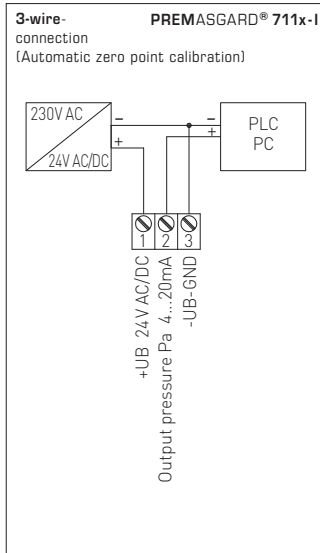 3-wire- PREMASGARD® 711x-I
connection
(Automatic zero point calibration)
230V AC
24V AC/DC
–
+
–
+
PLC
PC
1 2 3
+UB 24V AC/DC
Output pressure Pa 4...20mA
-UB-GND